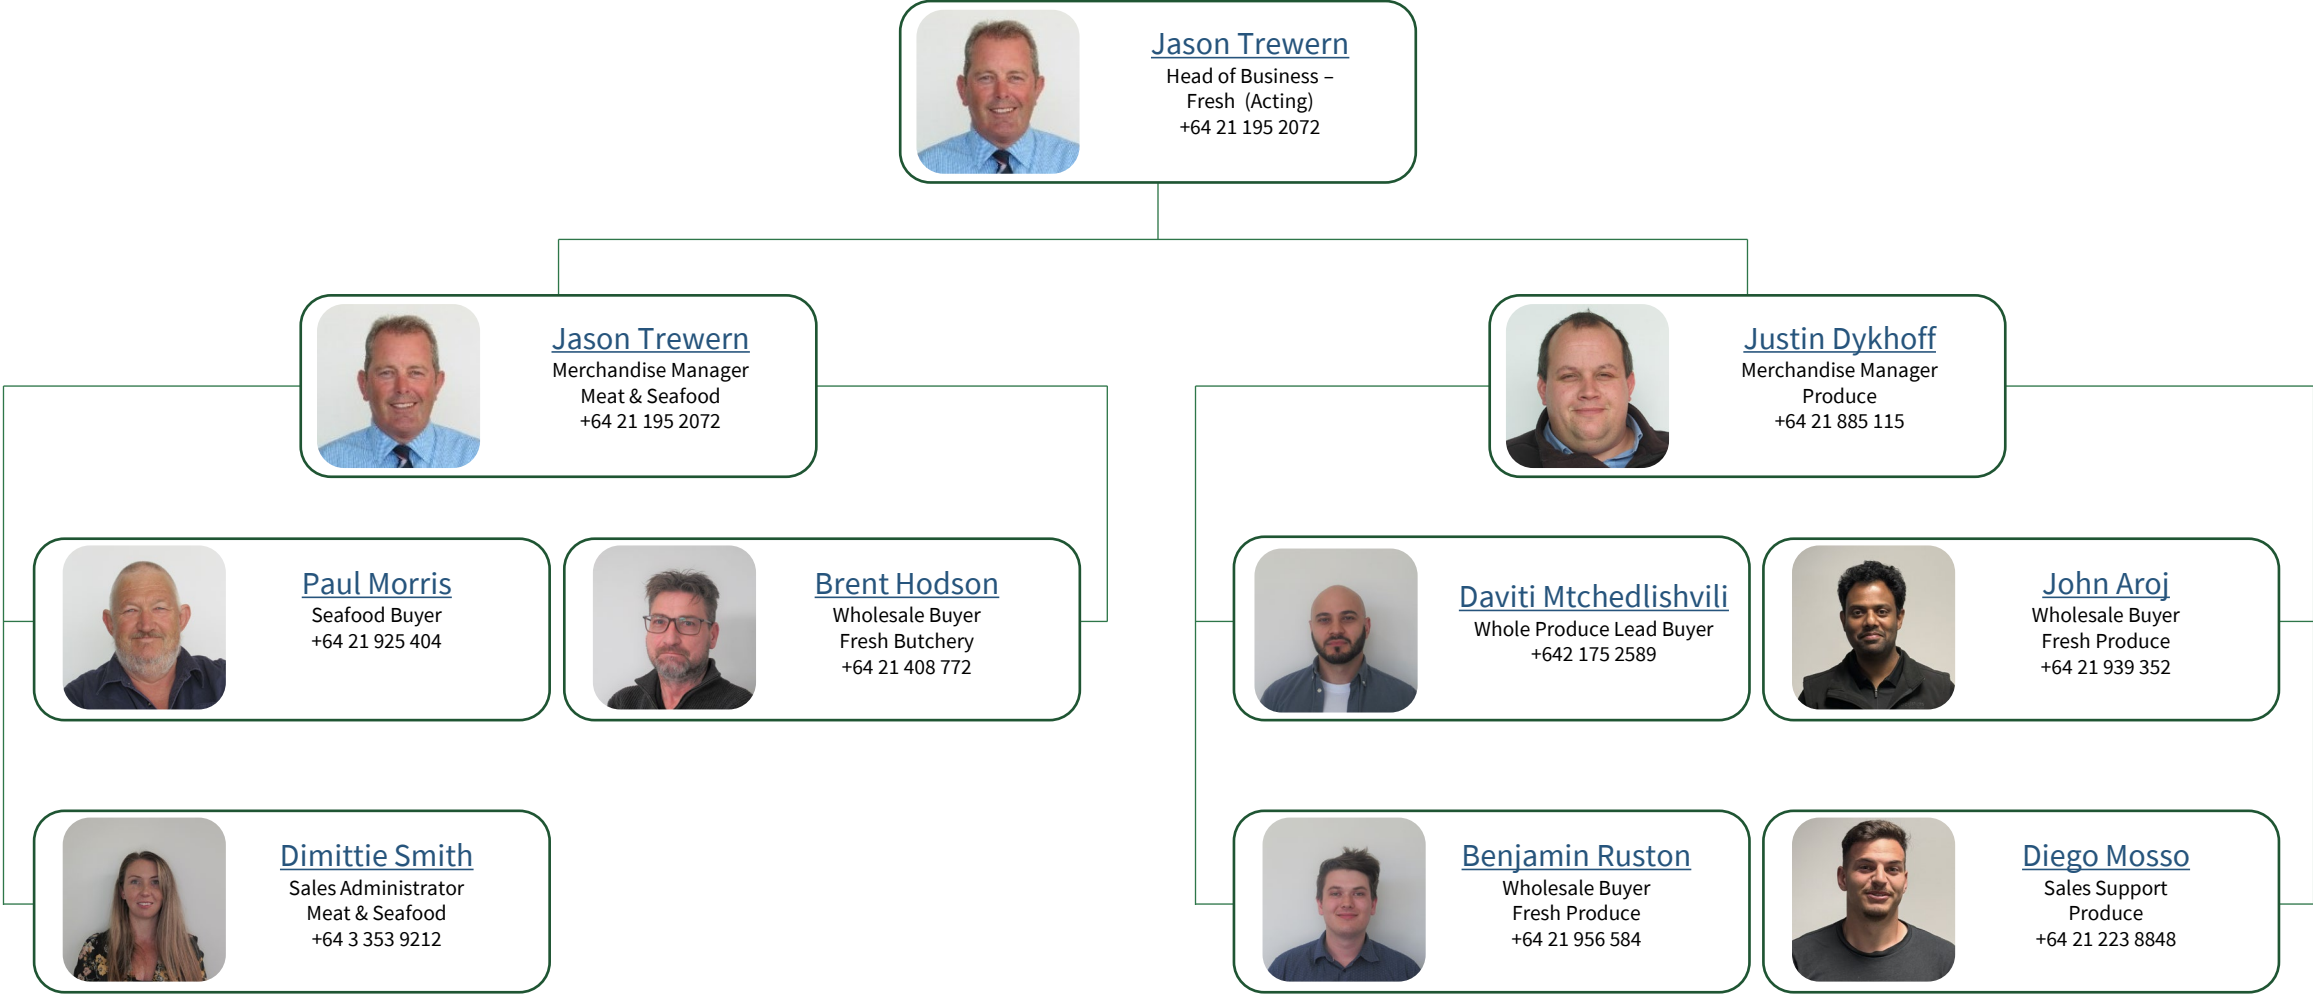 Jason Trewern
Head of Business –
Fresh (Acting)
+64 21 195 2072
Jason Trewern
Merchandise Manager
Meat & Seafood
+64 21 195 2072
Justin Dykhoff
Merchandise Manager
Produce
+64 21 885 115
Paul Morris
Seafood Buyer
+64 21 925 404
Brent Hodson
Wholesale Buyer
Fresh Butchery
+64 21 408 772
Daviti Mtchedlishvili
Whole Produce Lead Buyer
+642 175 2589
John Aroj
Wholesale Buyer
Fresh Produce
+64 21 939 352
Dimittie Smith
Sales Administrator
Meat & Seafood
+64 3 353 9212
Benjamin Ruston
Wholesale Buyer
Fresh Produce
+64 21 956 584
Diego Mosso
Sales Support
Produce
+64 21 223 8848